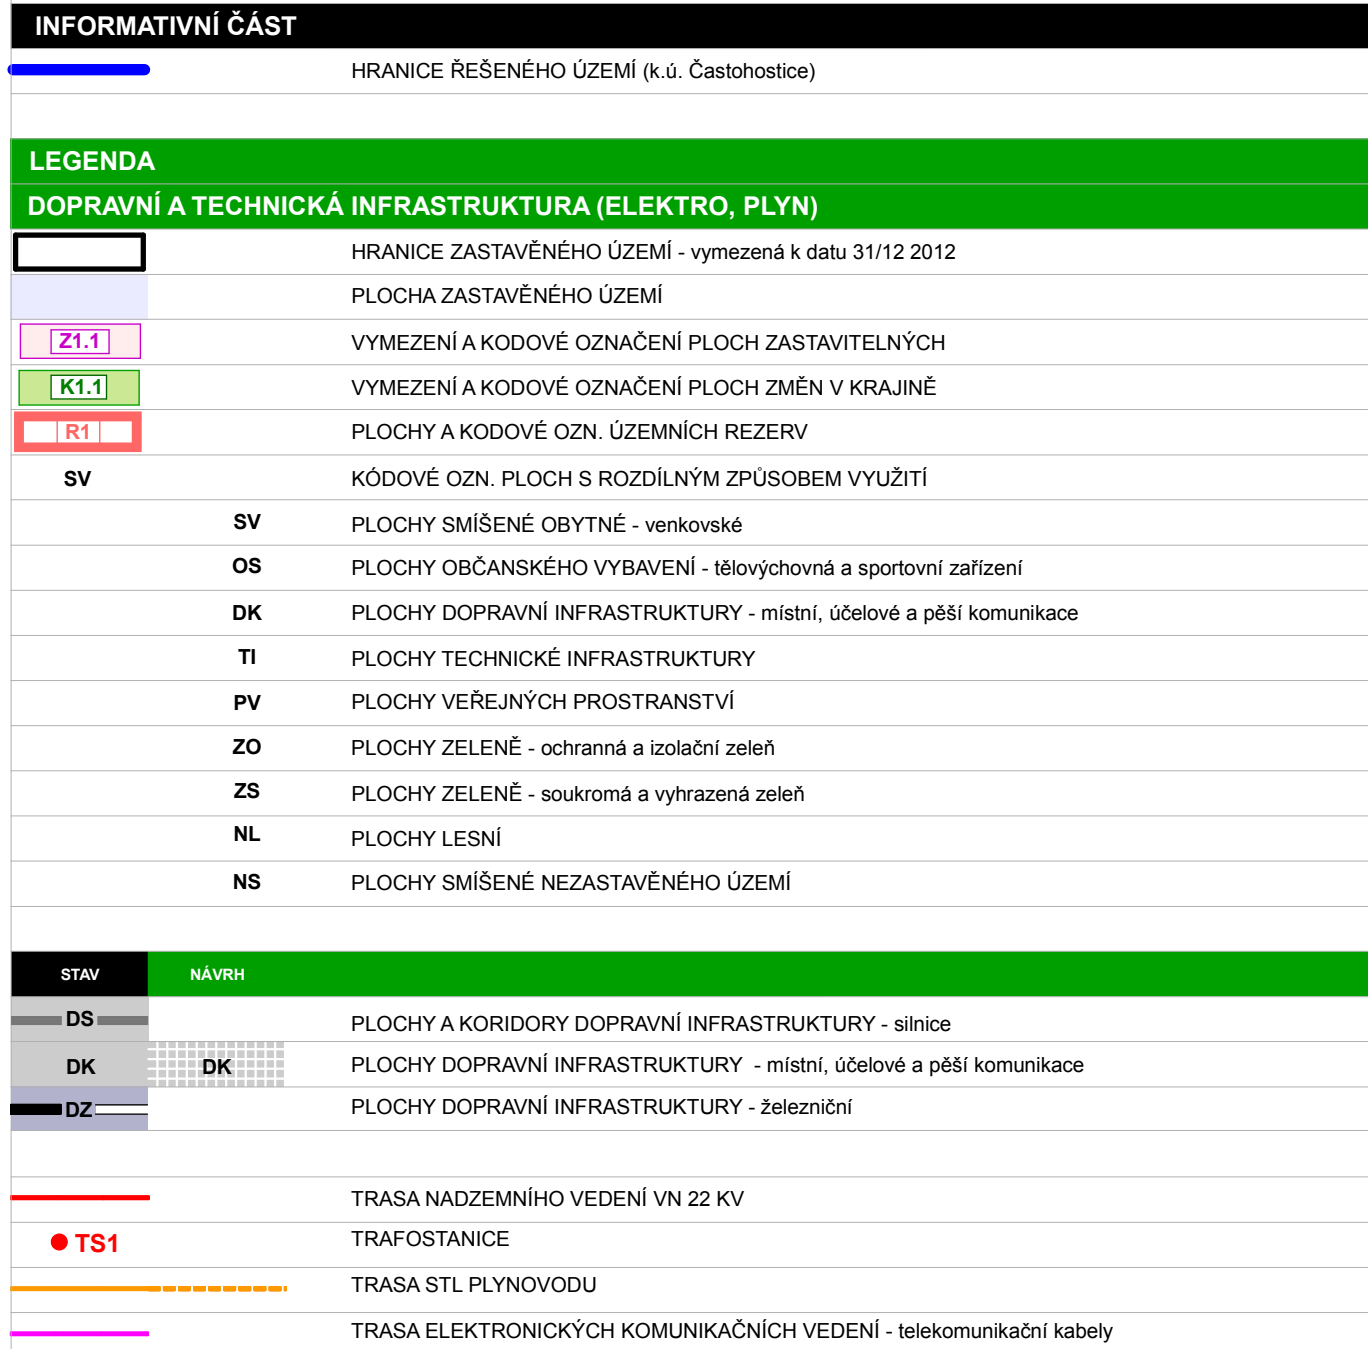 INFORMATIVNÍ ČÁST
HRANICE ŘEŠENÉHO ÚZEMÍ (k.ú. Častohostice)
LEGENDA
DOPRAVNÍ A TECHNICKÁ INFRASTRUKTURA (ELEKTRO, PLYN)
HRANICE ZASTAVĚNÉHO ÚZEMÍ - vymezená k datu 31/12 2012
PLOCHA ZASTAVĚNÉHO ÚZEMÍ
Z1.1 VYMEZENÍ A KODOVÉ OZNAČENÍ PLOCH ZASTAVITELNÝCH
K1.1 VYMEZENÍ A KODOVÉ OZNAČENÍ PLOCH ZMĚN V KRAJINĚ
R1 PLOCHY A KODOVÉ OZN. ÚZEMNÍCH REZERV
SV KÓDOVÉ OZN. PLOCH S ROZDÍLNÝM ZPŮSOBEM VYUŽITÍ
SV PLOCHY SMÍŠENÉ OBYTNÉ - venkovské
OS PLOCHY OBČANSKÉHO VYBAVENÍ - tělovýchovná a sportovní zařízení
DK PLOCHY DOPRAVNÍ INFRASTRUKTURY - místní, účelové a pěší komunikace
TI PLOCHY TECHNICKÉ INFRASTRUKTURY
PV PLOCHY VEŘEJNÝCH PROSTRANSTVÍ
ZO PLOCHY ZELENĚ - ochranná a izolační zeleň
ZS PLOCHY ZELENĚ - soukromá a vyhrazená zeleň
NL PLOCHY LESNÍ
NS PLOCHY SMÍŠENÉ NEZASTAVĚNÉHO ÚZEMÍ
STAV NÁVRH
DS PLOCHY A KORIDORY DOPRAVNÍ INFRASTRUKTURY - silnice
DK DK PLOCHY DOPRAVNÍ INFRASTRUKTURY - místní, účelové a pěší komunikace
DZ PLOCHY DOPRAVNÍ INFRASTRUKTURY - železniční
TRASA NADZEMNÍHO VEDENÍ VN 22 KV
TS1 TRAFOSTANICE
TRASA STL PLYNOVODU
TRASA ELEKTRONICKÝCH KOMUNIKAČNÍCH VEDENÍ - telekomunikační kabely